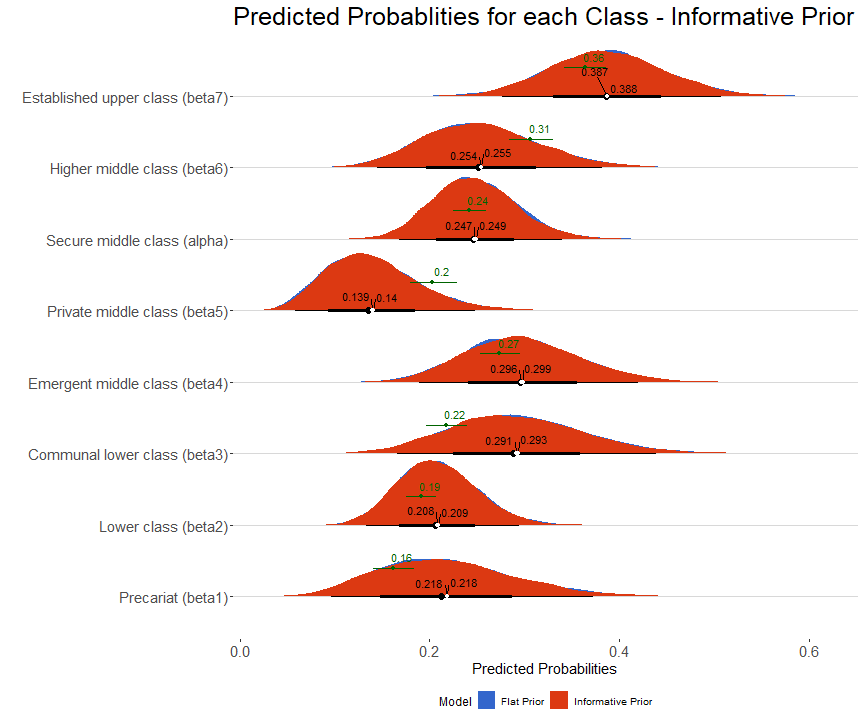 Predicted Probablities for each Class - Informative Prior
0.36
0.387
0.388
Established upper class (beta7)
0.31
0.254
0.255
Higher middle class (beta6)
0.24
0.247
0.249
Secure middle class (alpha)
0.2
0.139
0.14
Private middle class (beta5)
0.27
0.296
0.299
Emergent middle class (beta4)
0.22
0.291
0.293
Communal lower class (beta3)
0.19
0.208
0.209
Lower class (beta2)
0.16
0.218
0.218
Precariat (beta1)
0.0 0.2 0.4 0.6
Predicted Probabilities
Model Flat Prior Informative Prior